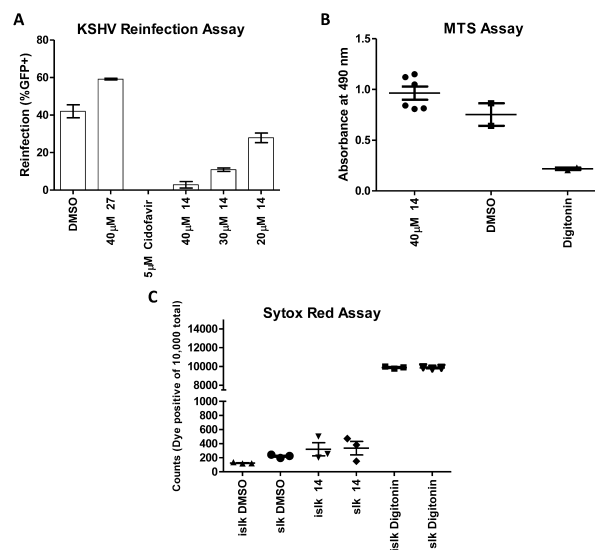 A
KSHV Reinfection Assay
Reinfection (%GFP+)
80
60
40
20
0
DMSO
40µM 27
5µM Cidofavir
40µM 14
30µM 14
20µM 14
B
MTS Assay
Absorbance at 490 nm
1.5
1.0
0.5
0.0
40µM 14
DMSO
Digitonin
C
Sytox Red Assay
Counts (Dye positive of 10,000 total)
14000
12000
10000
8000
1000
800
600
400
200
0
islk DMSO
slk DMSO
islk 14
slk 14
islk Digitonin
slk Digitonin